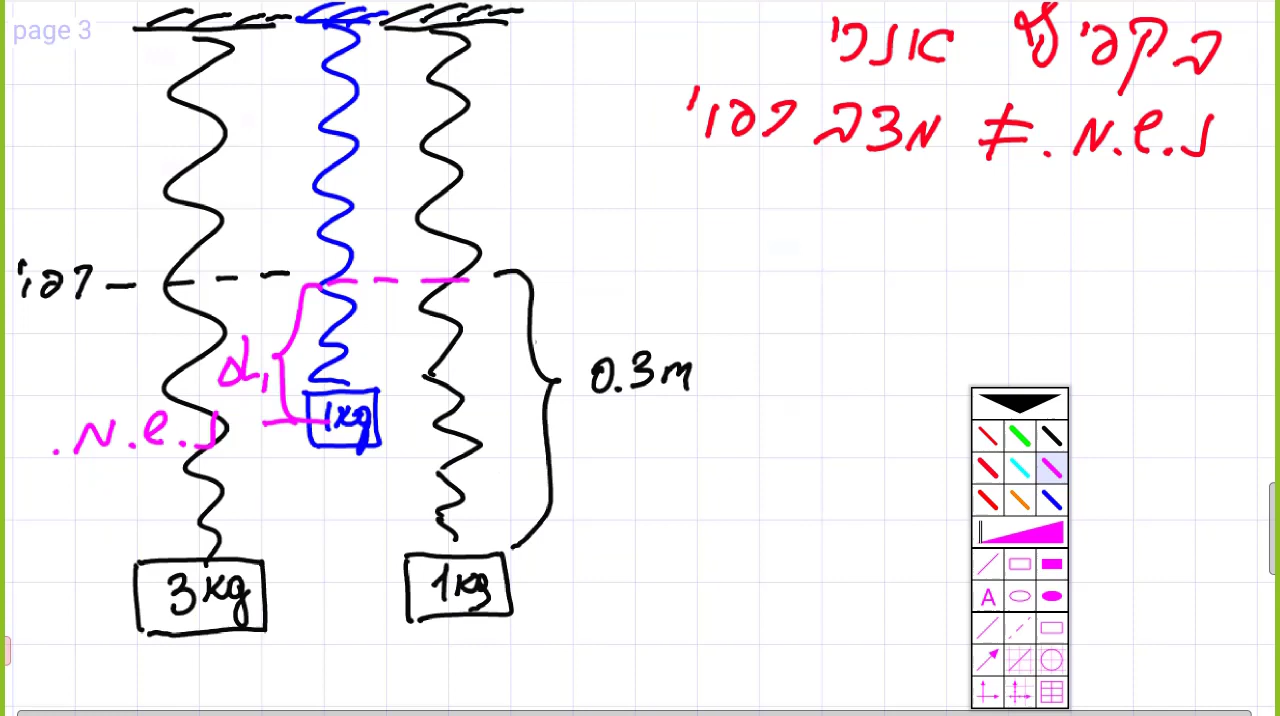 page 3
בקפיץ אנכי
נ.ש.מ. ≠ מצב רפוי
רפוי
ΔL₁
0.3m
נ.ש.מ.
1kg
3kg
1kg
A